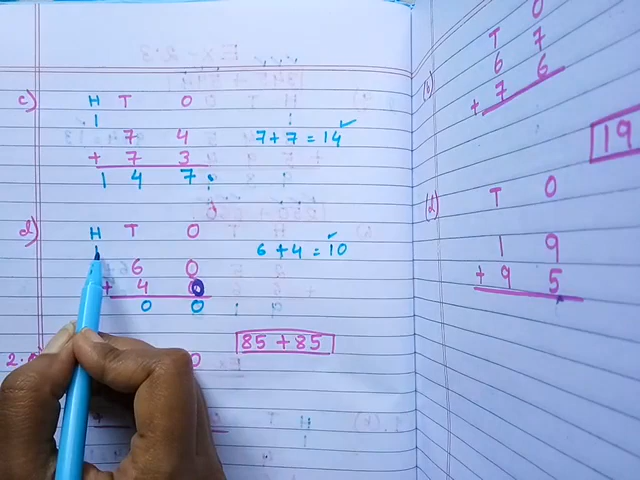 c)
H T O
1
7 4 7 + 7 = 14 ✓
+ 7 3
1 4 7
d)
H T O
1 6 + 4 = 10 ✓
6 0
+ 4 0
0 0
85 + 85
2.
O
T O
6 7
+ 7 6
19
(d)
T O
1 9
+ 9 5